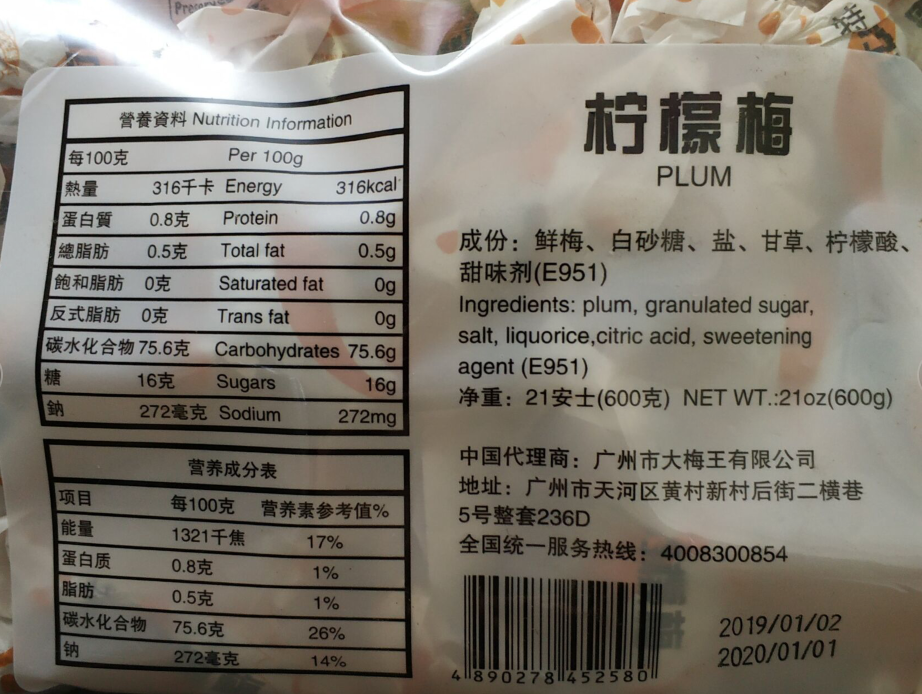 营養資料 Nutrition Information
每100克 Per 100g
熱量 316千卡 Energy 316kcal
蛋白質 0.8克 Protein 0.8g
總脂肪 0.5克 Total fat 0.5g
飽和脂肪 0克 Saturated fat 0g
反式脂肪 0克 Trans fat 0g
碳水化合物 75.6克 Carbohydrates 75.6g
糖 16克 Sugars 16g
鈉 272毫克 Sodium 272mg
营养成分表
项目 每100克 营养素参考值%
能量 1321千焦 17%
蛋白质 0.8克 1%
脂肪 0.5克 1%
碳水化合物 75.6克 26%
钠 272毫克 14%
柠檬梅
PLUM
成份：鲜梅、白砂糖、盐、甘草、柠檬酸、
甜味剂(E951)
Ingredients: plum, granulated sugar,
salt, liquorice,citric acid, sweetening
agent (E951)
净重：21安士(600克) NET WT.:21oz(600g)
中国代理商：广州市大梅王有限公司
地址：广州市天河区黄村新村后街二横巷
5号整套236D
全国统一服务热线：4008300854
4 890278 452580
2019/01/02
2020/01/01